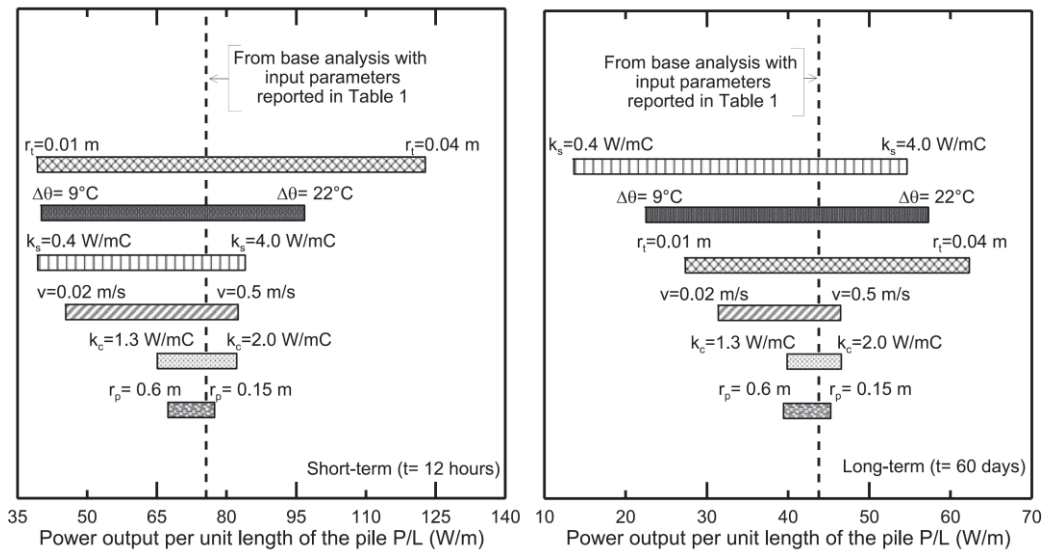 From base analysis with
input parameters
reported in Table 1
r_t=0.01 m r_t=0.04 m
Δθ= 9°C Δθ= 22°C
k_s=0.4 W/mC k_s=4.0 W/mC
v=0.02 m/s v=0.5 m/s
k_c=1.3 W/mC k_c=2.0 W/mC
r_p= 0.6 m r_p= 0.15 m
Short-term (t= 12 hours)
35 50 65 80 95 110 125 140
Power output per unit length of the pile P/L (W/m)
From base analysis with
input parameters
reported in Table 1
k_s=0.4 W/mC k_s=4.0 W/mC
Δθ= 9°C Δθ= 22°C
r_t=0.01 m r_t=0.04 m
v=0.02 m/s v=0.5 m/s
k_c=1.3 W/mC k_c=2.0 W/mC
r_p= 0.6 m r_p= 0.15 m
Long-term (t= 60 days)
10 20 30 40 50 60 70
Power output per unit length of the pile P/L (W/m)